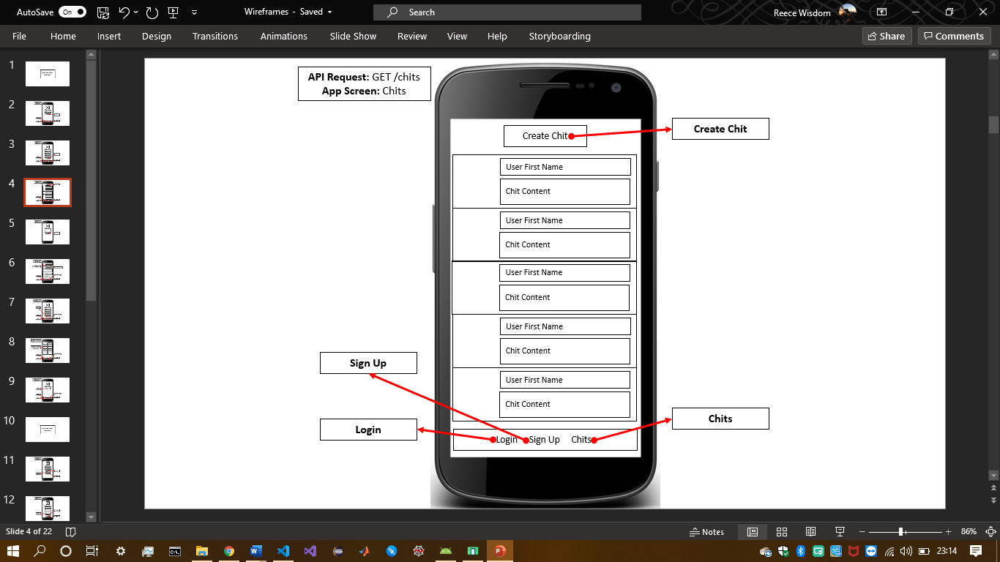 AutoSave On
Wireframes - Saved
Search
Reece Wisdom
File Home Insert Design Transitions Animations Slide Show Review View Help Storyboarding
Share Comments
1
2
3
4
5
6
7
8
9
10
11
12
API Request: GET /chits
App Screen: Chits
Create Chit
Create Chit
User First Name
Chit Content
User First Name
Chit Content
User First Name
Chit Content
User First Name
Chit Content
User First Name
Chit Content
Sign Up
Login
Chits
Login Sign Up Chits
Slide 4 of 22
Notes
86%
23:14